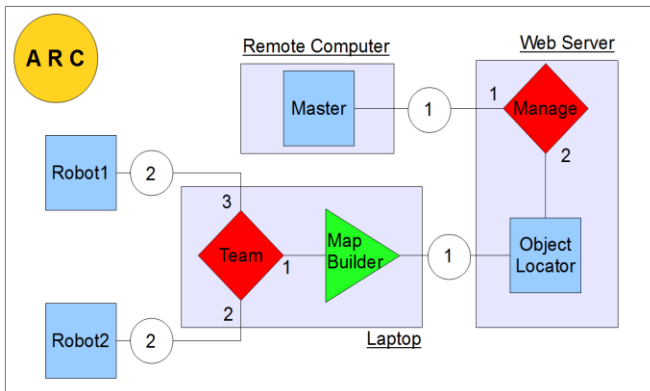 A R C
Remote Computer
Web Server
Master
1
1
Manage
2
Robot1
2
3
Team
1
Map
Builder
1
Object
Locator
2
Robot2
2
Laptop